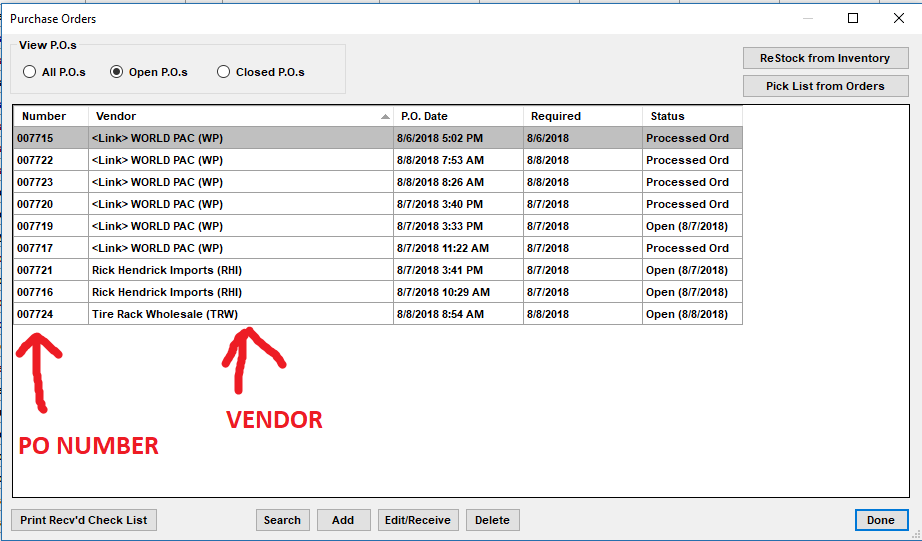 Purchase Orders
View P.O.s
All P.O.s Open P.O.s Closed P.O.s
ReStock from Inventory
Pick List from Orders
Number Vendor P.O. Date Required Status
007715 <Link> WORLD PAC (WP) 8/6/2018 5:02 PM 8/6/2018 Processed Ord
007722 <Link> WORLD PAC (WP) 8/8/2018 7:53 AM 8/8/2018 Processed Ord
007723 <Link> WORLD PAC (WP) 8/8/2018 8:26 AM 8/8/2018 Processed Ord
007720 <Link> WORLD PAC (WP) 8/7/2018 3:40 PM 8/7/2018 Processed Ord
007719 <Link> WORLD PAC (WP) 8/7/2018 3:33 PM 8/7/2018 Open (8/7/2018)
007717 <Link> WORLD PAC (WP) 8/7/2018 11:22 AM 8/7/2018 Processed Ord
007721 Rick Hendrick Imports (RHI) 8/7/2018 3:41 PM 8/7/2018 Open (8/7/2018)
007716 Rick Hendrick Imports (RHI) 8/7/2018 10:29 AM 8/7/2018 Open (8/7/2018)
007724 Tire Rack Wholesale (TRW) 8/8/2018 8:54 AM 8/8/2018 Open (8/8/2018)
VENDOR
PO NUMBER
Print Recv'd Check List Search Add Edit/Receive Delete Done